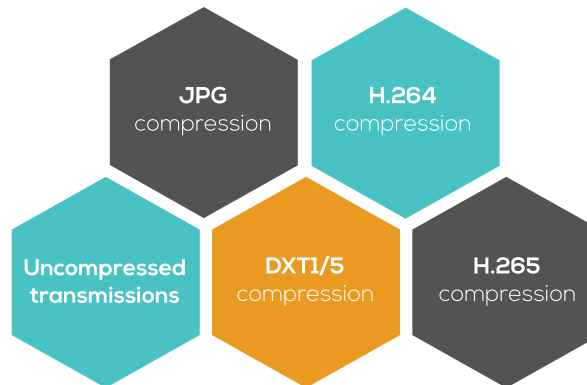 JPG
compression
H.264
compression
Uncompressed
transmissions
DXT1/5
compression
H.265
compression